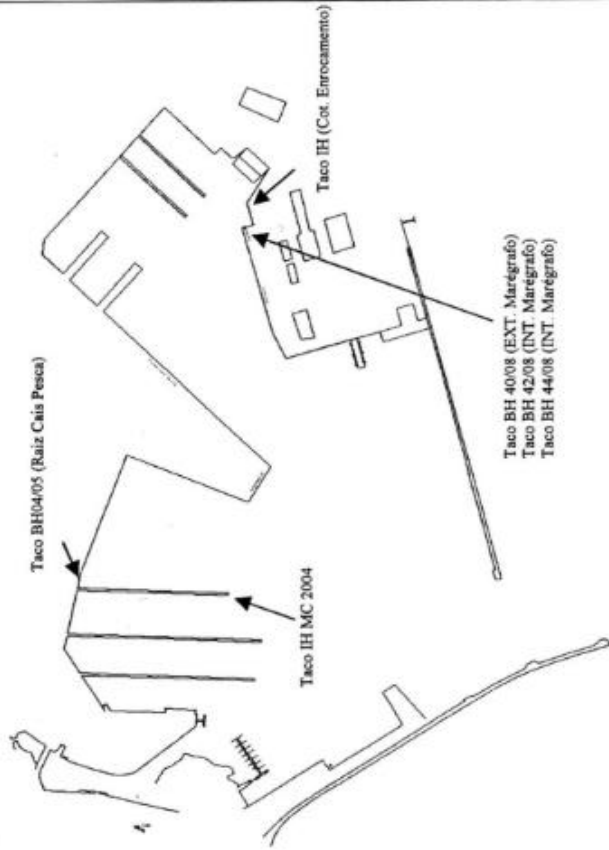 Taco BH04/05 (Raiz Cais Pesca)
Taco IH MC 2004
Taco IH (Cot. Enrocamento)
Taco BH 40/08 (EXT. Marégrafo)
Taco BH 42/08 (INT. Marégrafo)
Taco BH 44/08 (INT. Marégrafo)